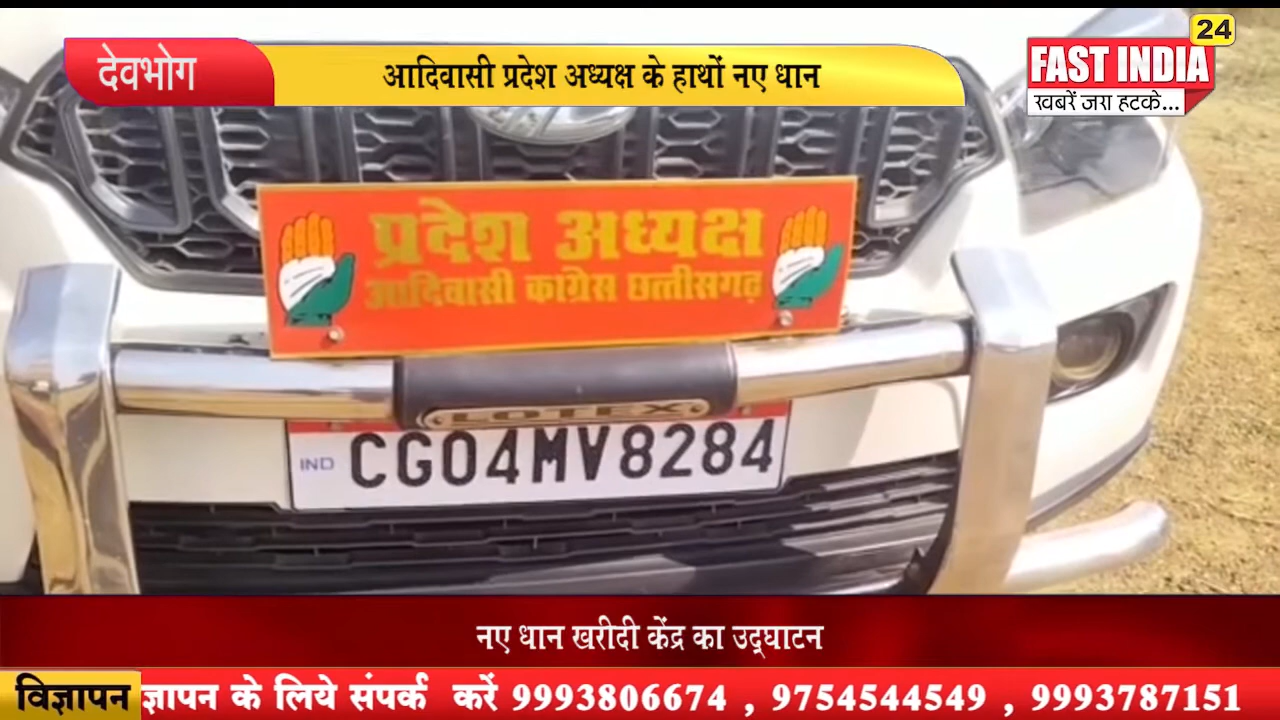 देवभोग
आदिवासी प्रदेश अध्यक्ष के हाथों नए धान
24
FAST INDIA
खबरें जरा हटके...
प्रदेश अध्यक्ष
आदिवासी कांग्रेस छत्तीसगढ़
LOTEX
IND CG04MV8284
नए धान खरीदी केंद्र का उद्घाटन
विज्ञापन ज्ञापन के लिये संपर्क करें 9993806674 , 9754544549 , 9993787151